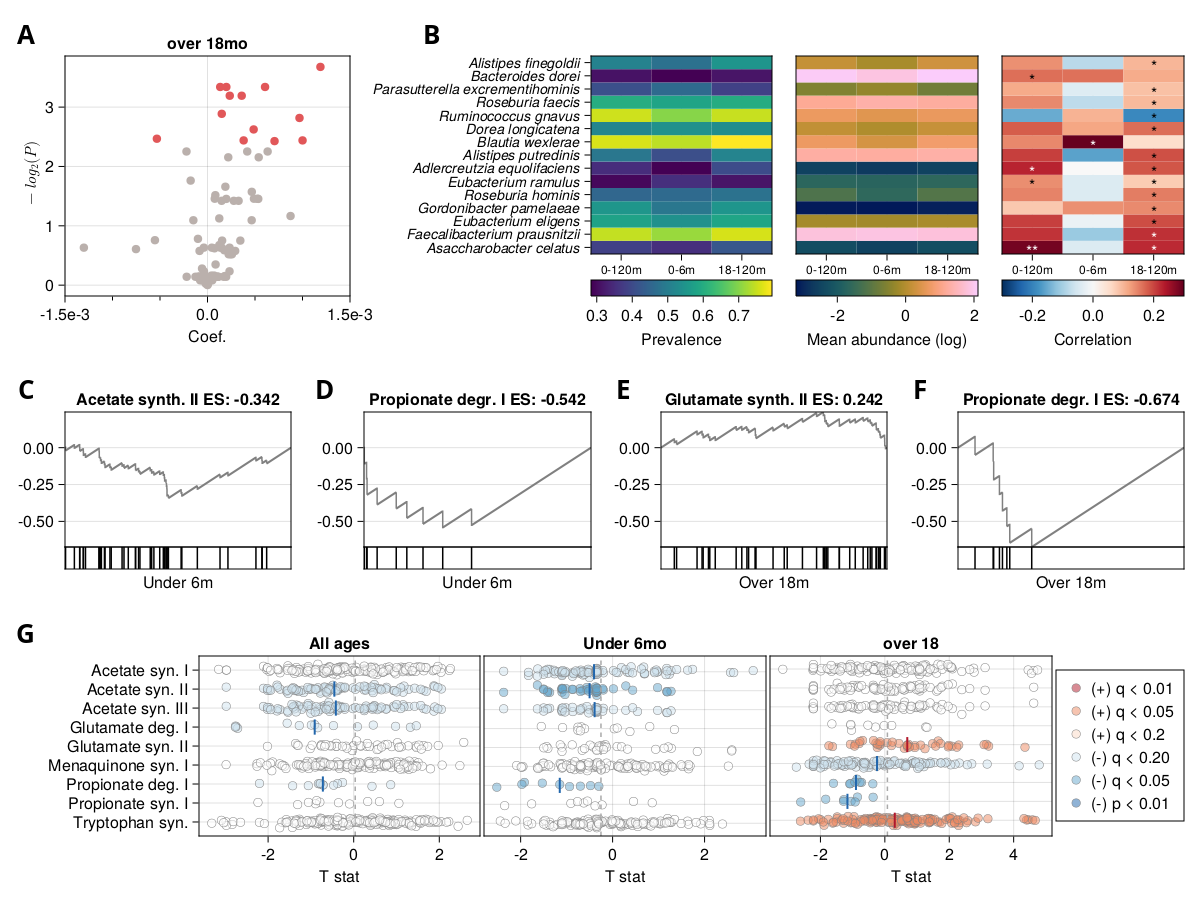 A
over 18mo
3
2
1
0
− log₂(P)
-1.5e-3
0.0
1.5e-3
Coef.
B
Alistipes finegoldii
Bacteroides dorei
Parasutterella excrementihominis
Roseburia faecis
Ruminococcus gnavus
Dorea longicatena
Blautia wexlerae
Alistipes putredinis
Adlercreutzia equolifaciens
Eubacterium ramulus
Roseburia hominis
Gordonibacter pamelaeae
Eubacterium eligens
Faecalibacterium prausnitzii
Asaccharobacter celatus
0-120m 0-6m 18-120m
0.3 0.4 0.5 0.6 0.7
Prevalence
0-120m 0-6m 18-120m
-2 0 2
Mean abundance (log)
* 
* *
*
*
*
*
*
*
* *
* *
*
*
*
*
** *
0-120m 0-6m 18-120m
-0.2 0.0 0.2
Correlation
C
Acetate synth. II ES: -0.342
0.00
-0.25
-0.50
Under 6m
D
Propionate degr. I ES: -0.542
0.00
-0.25
-0.50
Under 6m
E
Glutamate synth. II ES: 0.242
0.00
-0.25
-0.50
Over 18m
F
Propionate degr. I ES: -0.674
0.00
-0.25
-0.50
Over 18m
G
All ages
Under 6mo
over 18
Acetate syn. I
Acetate syn. II
Acetate syn. III
Glutamate deg. I
Glutamate syn. II
Menaquinone syn. I
Propionate deg. I
Propionate syn. I
Tryptophan syn.
-2 0 2
T stat
-2 0 2
T stat
-2 0 2 4
T stat
(+) q < 0.01
(+) q < 0.05
(+) q < 0.2
(-) q < 0.20
(-) q < 0.05
(-) p < 0.01